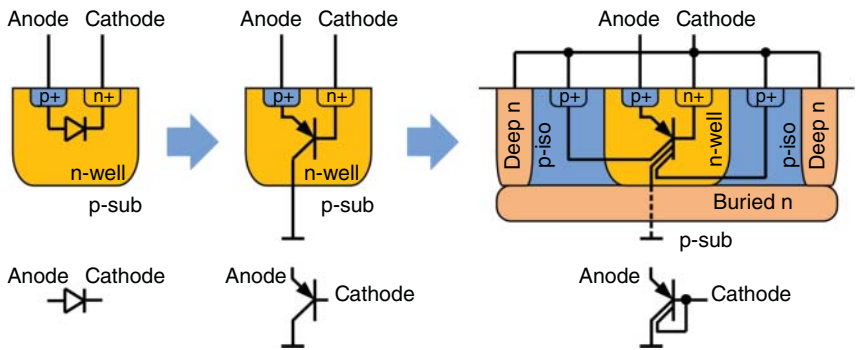 Anode Cathode
p+ n+
n-well
p-sub
Anode Cathode
p+ n+
n-well
p-sub
Anode Cathode
p+ p+ n+ p+
Deep n p-iso n-well p-iso Deep n
Buried n
p-sub
Anode Cathode
Anode
Cathode
Anode
Cathode